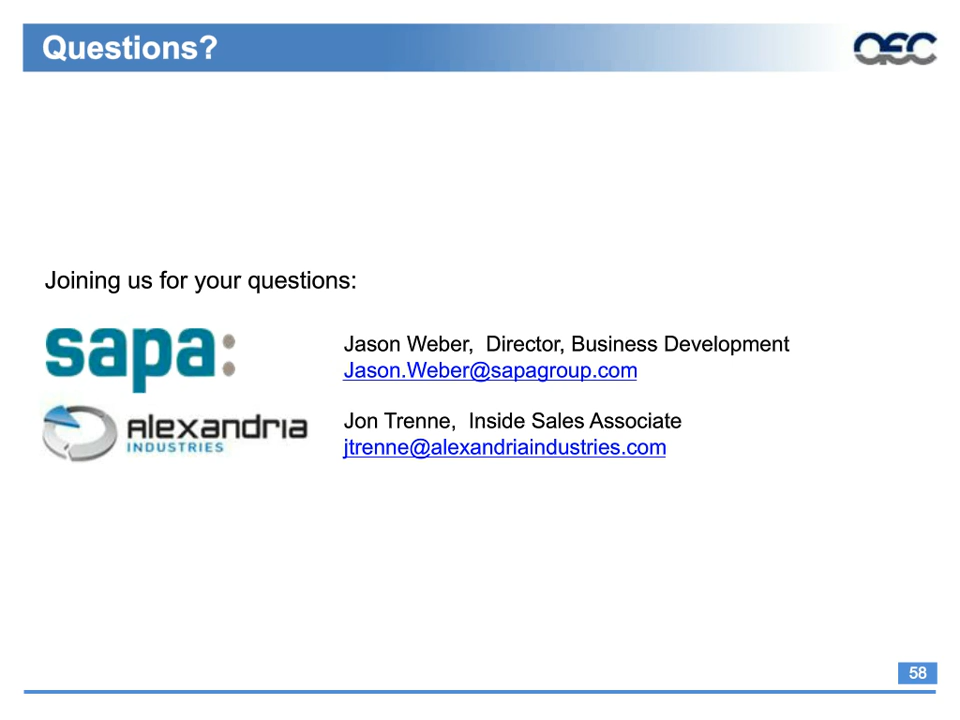 Questions?
AEC
Joining us for your questions:
sapa:
Jason Weber,  Director, Business Development
Jason.Weber@sapagroup.com
alexandria
INDUSTRIES
Jon Trenne,  Inside Sales Associate
jtrenne@alexandriaindustries.com
58